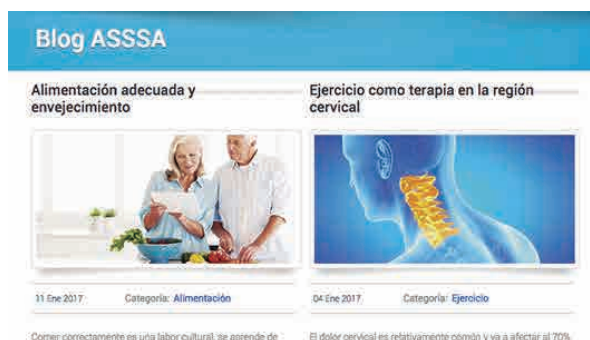 Blog ASSSA
Alimentación adecuada y
envejecimiento
11 Ene 2017 Categoría: Alimentación
Comer correctamente es una labor cultural, se aprende de
Ejercicio como terapia en la región
cervical
04 Ene 2017 Categoría: Ejercicio
El dolor cervical es relativamente común y va a afectar al 70%